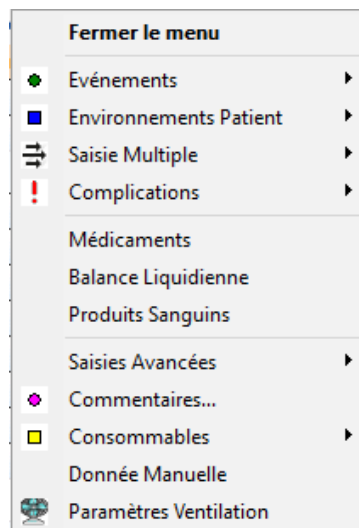 Fermer le menu
Evénements
Environnements Patient
Saisie Multiple
Complications
Médicaments
Balance Liquidienne
Produits Sanguins
Saisies Avancées
Commentaires...
Consommables
Donnée Manuelle
Paramètres Ventilation